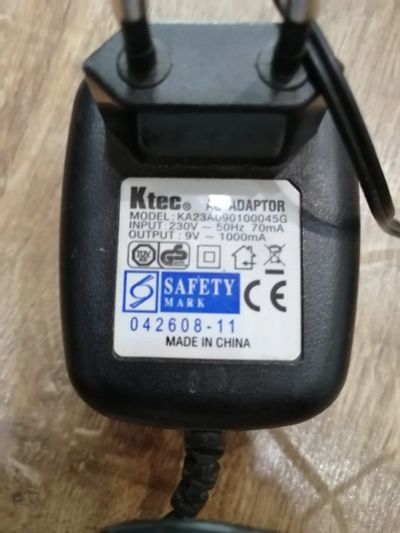 Ktec® AC ADAPTOR
MODEL: KA23A090100045G
INPUT: 230V ~ 50Hz 70mA
OUTPUT: 9V ~ 1000mA
SAFETY
MARK
CE
042608-11
MADE IN CHINA